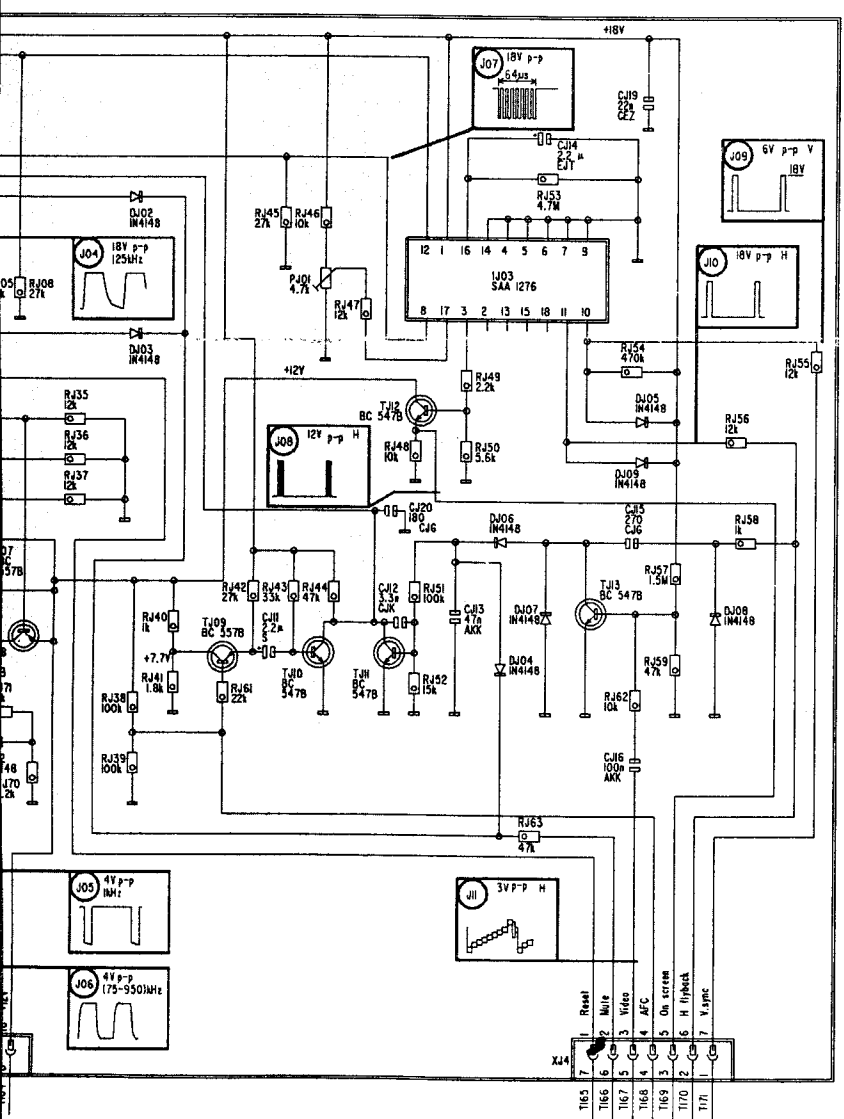 +18V
J07
18V p-p
64µs
CJ19
22n
CEZ
CJ14
2.2 µ
EJT
J09
6V p-p V
18V
RJ53
4.7M
DJ02
1N4148
RJ45
27k
RJ46
10k
J04
18V p-p
125kHz
12 1 16 14 4 5 6 7 9
IJ03
SAA 1276
8 17 3 2 13 15 18 11 10
J10
18V p-p H
RJ08
27k
PJ01
4.7k
RJ47
12k
DJ03
1N4148
+12V
RJ54
470k
RJ55
12k
RJ49
2.2k
RJ35
12k
TJ12
BC 547B
DJ05
1N4148
RJ56
12k
RJ36
12k
J08
12V p-p H
RJ48
10k
RJ50
5.6k
RJ37
12k
DJ09
1N4148
CJ20
180
CJG
DJ06
1N4148
CJ15
270
CJG
RJ58
1k
RJ57
1.5M
RJ42
27k
RJ43
33k
RJ44
47k
CJ12
3.3n
CJK
RJ51
100k
TJ13
BC 547B
RJ40
1k
TJ09
BC 557B
CJ11
2.2µ
S
CJ13
47n
AKK
DJ07
1N4148
DJ08
1N4148
+7.7V
RJ41
1.8k
RJ38
100k
RJ61
22k
TJ10
BC
547B
TJ11
BC
547B
RJ52
15k
DJ04
1N4148
RJ59
47k
RJ62
10k
RJ39
100k
CJ16
100n
AKK
RJ63
47k
J05
4V p-p
1kHz
J11
3V p-p H
J06
4V p-p
(75-950)kHz
Reset
Mute
Video
AFC
On screen
H flyback
V.sync
1 2 3 4 5 6 7
XJ4
7 6 5 4 3 2 1
T165
T166
T167
T168
T169
T170
T171